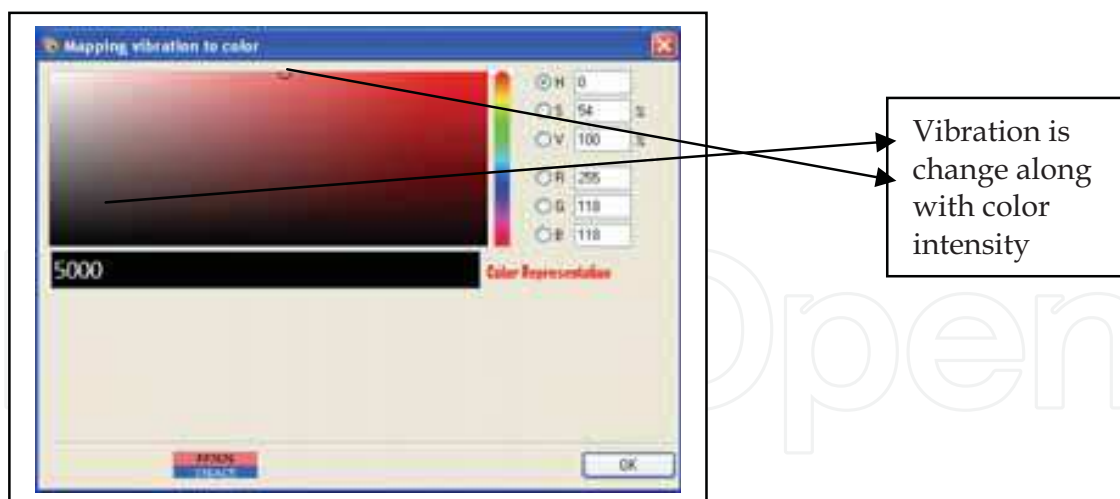 Mapping vibration to color
H 0
S 54 %
V 100 %
R 255
G 118
B 118
5000
Color Representation
OK
Vibration is
change along
with color
intensity
Open